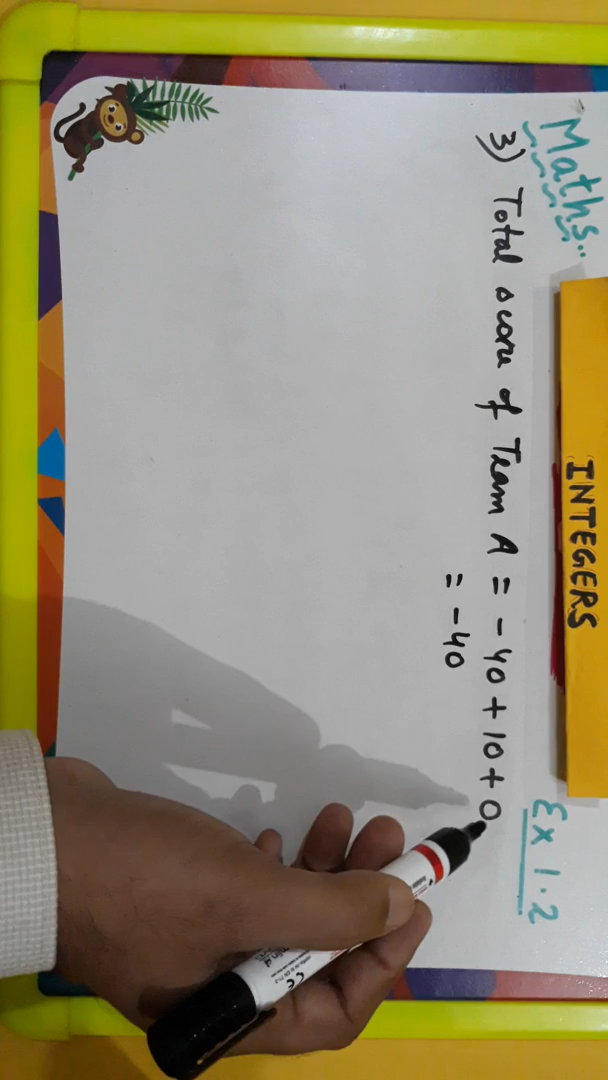 Maths..
INTEGERS
Ex 1.2
3) Total score of Team A = - 40 + 10 + 0
= - 40